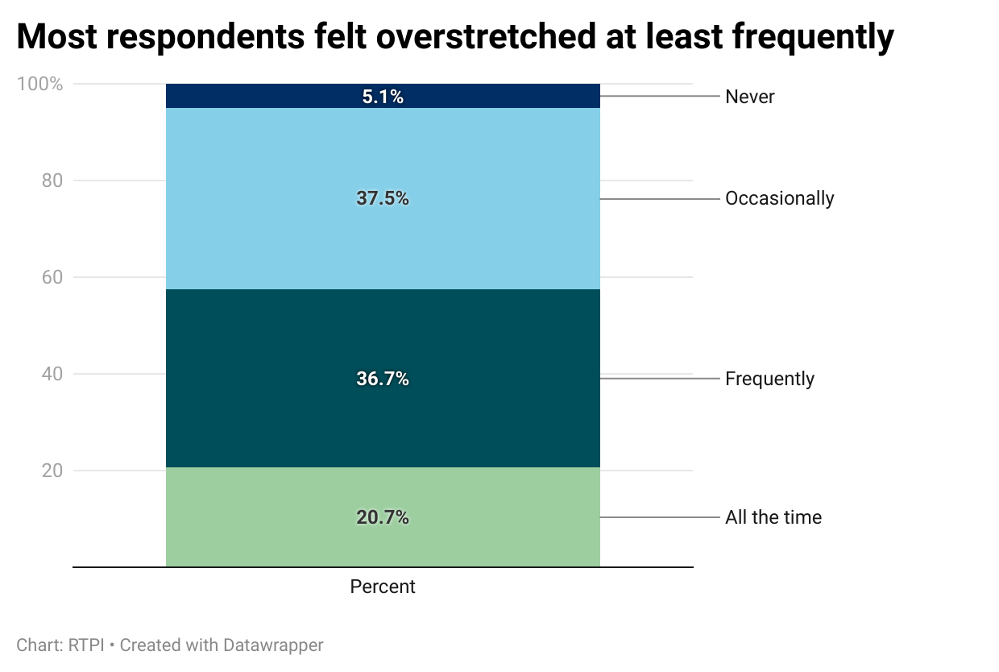 Most respondents felt overstretched at least frequently
100%
5.1%
Never
80
37.5%
Occasionally
60
40
36.7%
Frequently
20
20.7%
All the time
Percent
Chart: RTPI • Created with Datawrapper